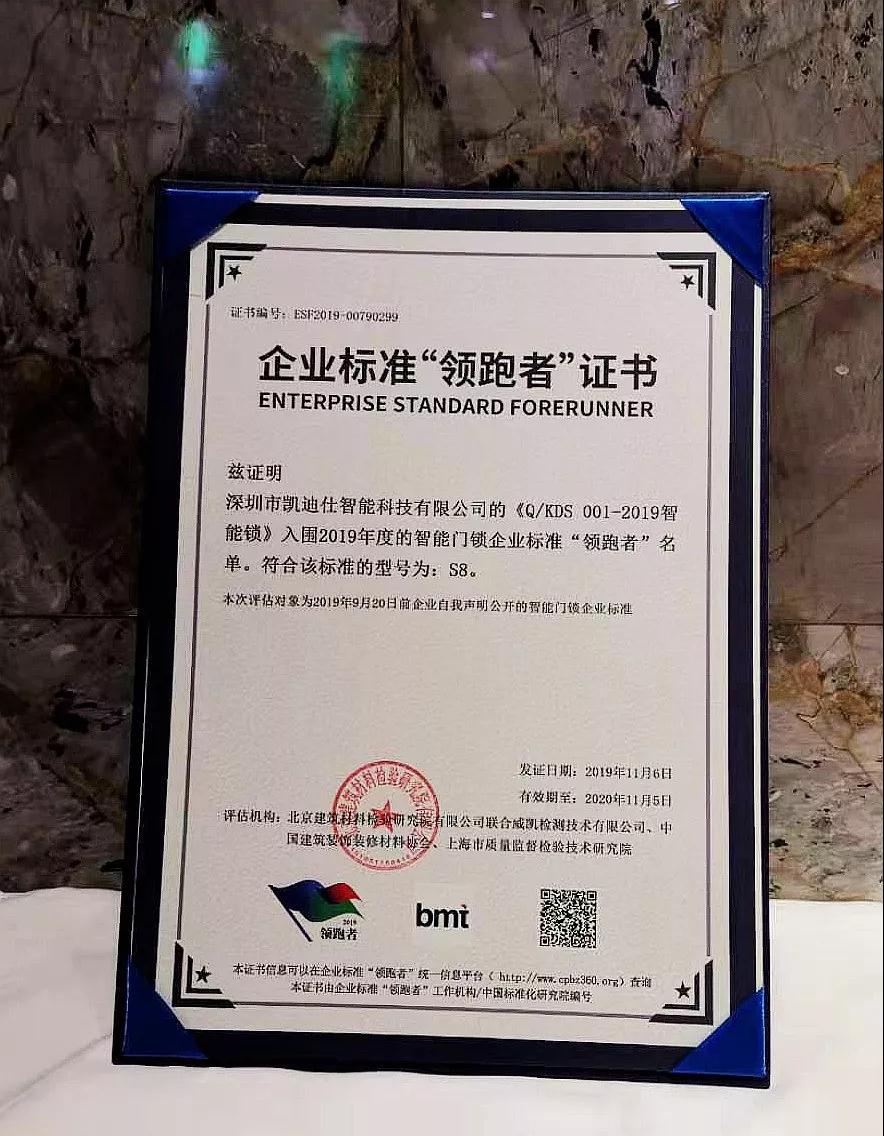 证书编号：ESF2019-00790299
企业标准“领跑者”证书
ENTERPRISE STANDARD FORERUNNER
兹证明
深圳市凯迪仕智能科技有限公司的《Q/KDS 001-2019智
能锁》入围2019年度的智能门锁企业标准“领跑者”名
单。符合该标准的型号为：S8。
本次评估对象为2019年9月20日前企业自我声明公开的智能门锁企业标准
发证日期：2019年11月6日
有效期至：2020年11月5日
评估机构：北京建筑材料检验研究院有限公司联合威凯检测技术有限公司、中
国建筑装饰装修材料协会、上海市质量监督检验技术研究院
2019
领跑者
bmt
本证书信息可以在企业标准“领跑者”统一信息平台（http://www.cpbz360.org）查询
本证书由企业标准“领跑者”工作机构/中国标准化研究院编号